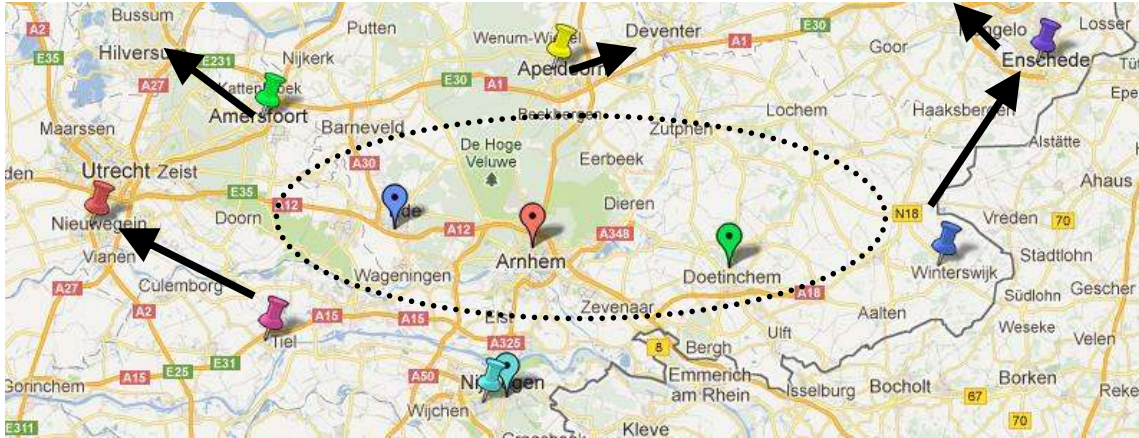 Bussum
A2
Putten
E30
Losser
Wenum-Wiesel
Deventer
E35
Hilversum
Nijkerk
A1
Goor
E231
Enschede
Apeldoorn
A27
E30
A1
Kattenbroek
Lochem
Haaksbergen
Amersfoort
Beekbergen
Maarssen
Barneveld
Zutphen
De Hoge
Veluwe
Alstätte
Eerbeek
A30
Utrecht
Zeist
Ahaus
E35
A12
Dieren
N18
Vreden
70
Nieuwegein
Doorn
A12
A348
Vianen
Arnhem
Doetinchem
Winterswijk
Stadtlohn
Wageningen
A27
Culemborg
A18
Südlohn
Gescher
A2
Zevenaar
Aalten
A15
A15
Elst
Weseke
Velen
Tiel
Ulft
A325
8
Bergh
E31
Emmerich
am Rhein
Gorinchem
A15
E25
A50
Isselburg
Bocholt
Borken
67
Wijchen
70
E311
Kleve